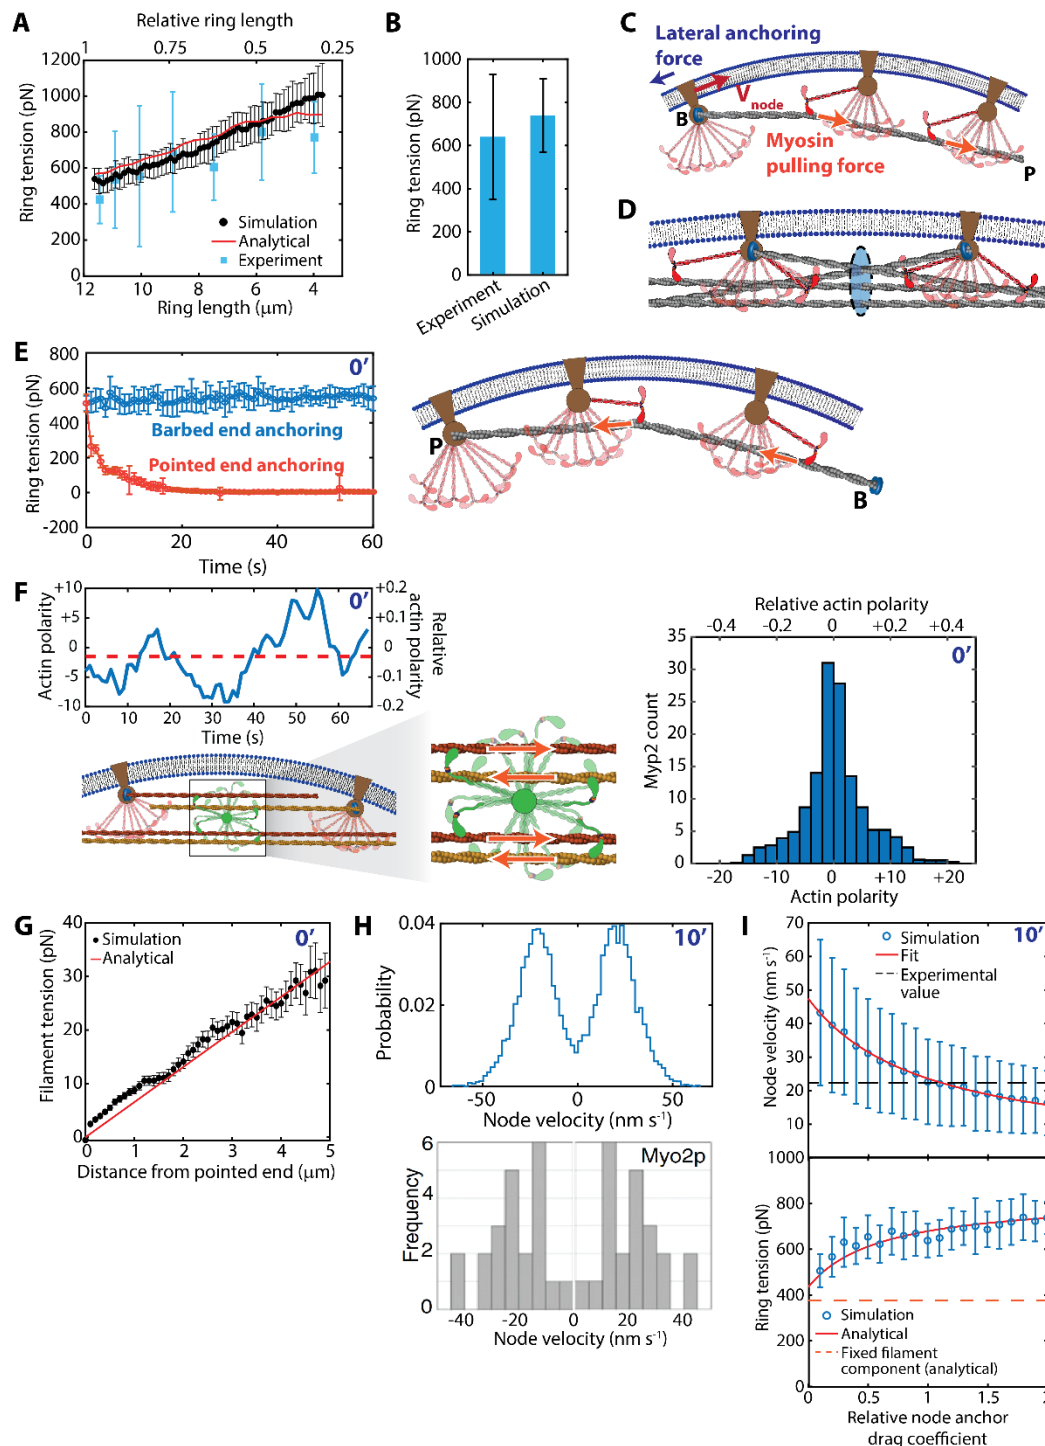 A
Relative ring length
1 0.75 0.5 0.25
Ring tension (pN)
1200
1000
800
600
400
200
0
Simulation
Analytical
Experiment
12 10 8 6 4
Ring length (μm)
B
Ring tension (pN)
1000
800
600
400
200
0
Experiment
Simulation
C
Lateral anchoring
force
V node
B
Myosin
pulling force
P
D
E
0′
Ring tension (pN)
800
600
400
200
0
-200
Barbed end anchoring
Pointed end anchoring
0 20 40 60
Time (s)
P
B
F
0′
Actin polarity
+10
+5
0
-5
-10
+0.2
+0.1
0
-0.1
-0.2
Relative
actin polarity
0 10 20 30 40 50 60
Time (s)
Relative actin polarity
-0.4 -0.2 0 +0.2 +0.4
0′
Myp2 count
35
30
25
20
15
10
5
0
-20 -10 0 +10 +20
Actin polarity
G
0′
Filament tension (pN)
40
30
20
10
0
Simulation
Analytical
0 1 2 3 4 5
Distance from pointed end (μm)
H
10′
Probability
0.04
0.02
0
-50 0 50
Node velocity (nm s⁻¹)
Myo2p
Frequency
6
4
2
0
-40 -20 0 20 40
Node velocity (nm s⁻¹)
I
10′
Node velocity (nm s⁻¹)
70
60
50
40
30
20
10
Simulation
Fit
Experimental
value
Ring tension (pN)
1000
800
600
400
200
0
Simulation
Analytical
Fixed filament
component (analytical)
0 0.5 1 1.5 2
Relative node anchor
drag coefficient